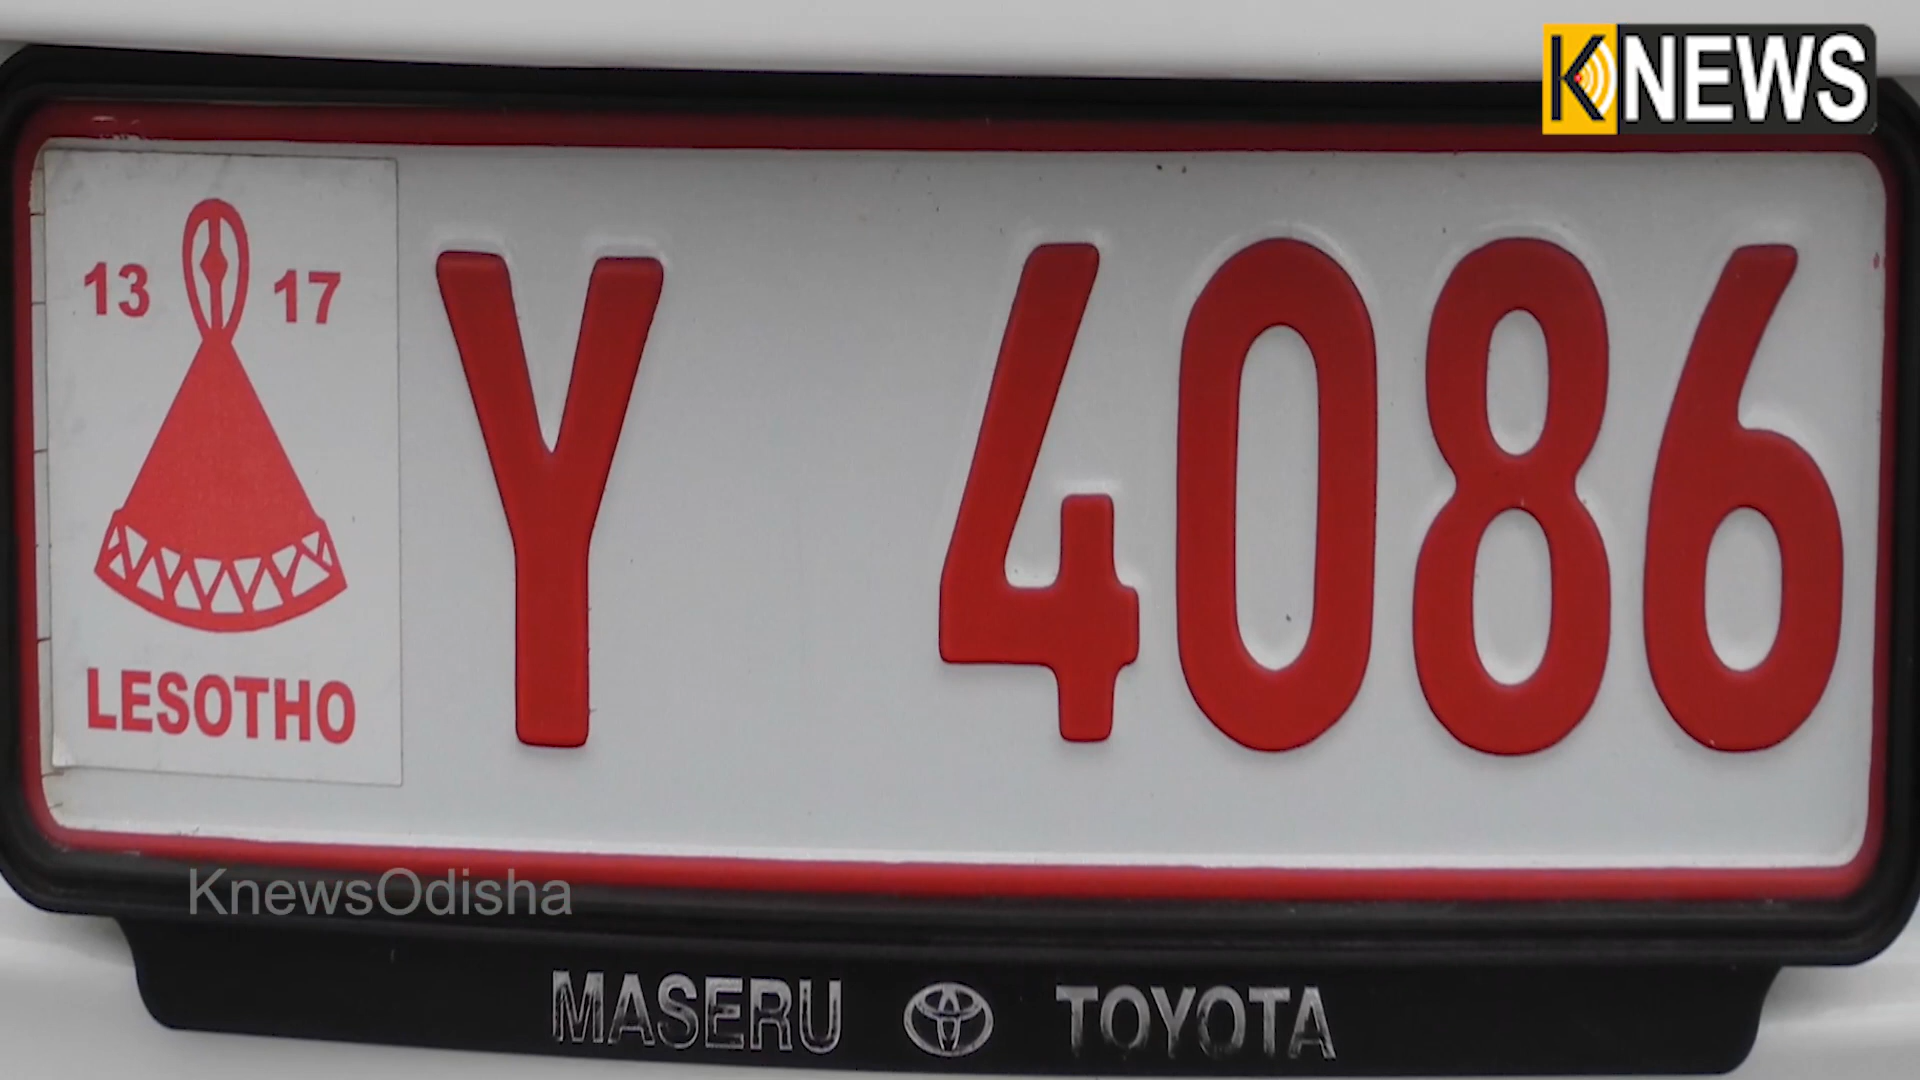 KNEWS
13 17
LESOTHO
Y 4086
KnewsOdisha
MASERU TOYOTA